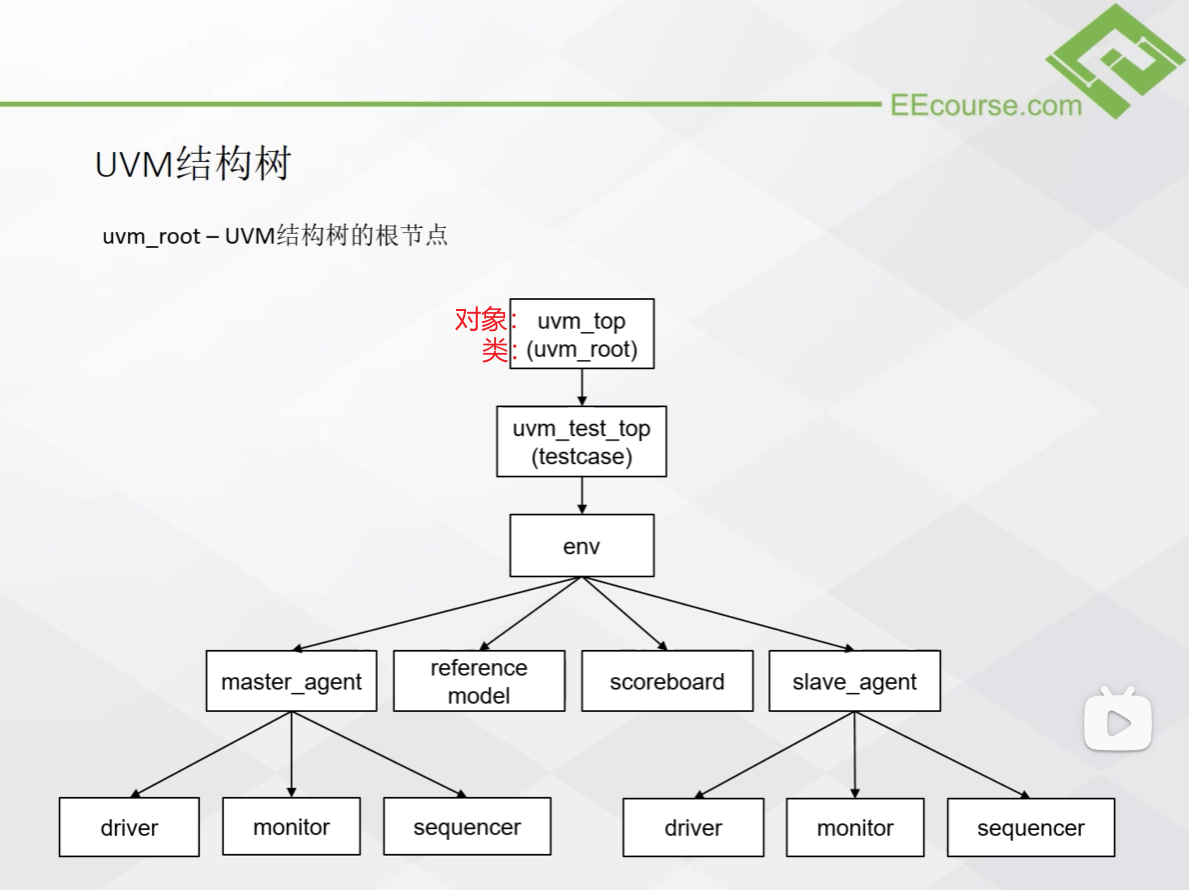 EEcourse.com
UVM结构树
uvm_root – UVM结构树的根节点
对象： uvm_top
类： (uvm_root)
uvm_test_top
(testcase)
env
master_agent
reference
model
scoreboard
slave_agent
driver
monitor
sequencer
driver
monitor
sequencer